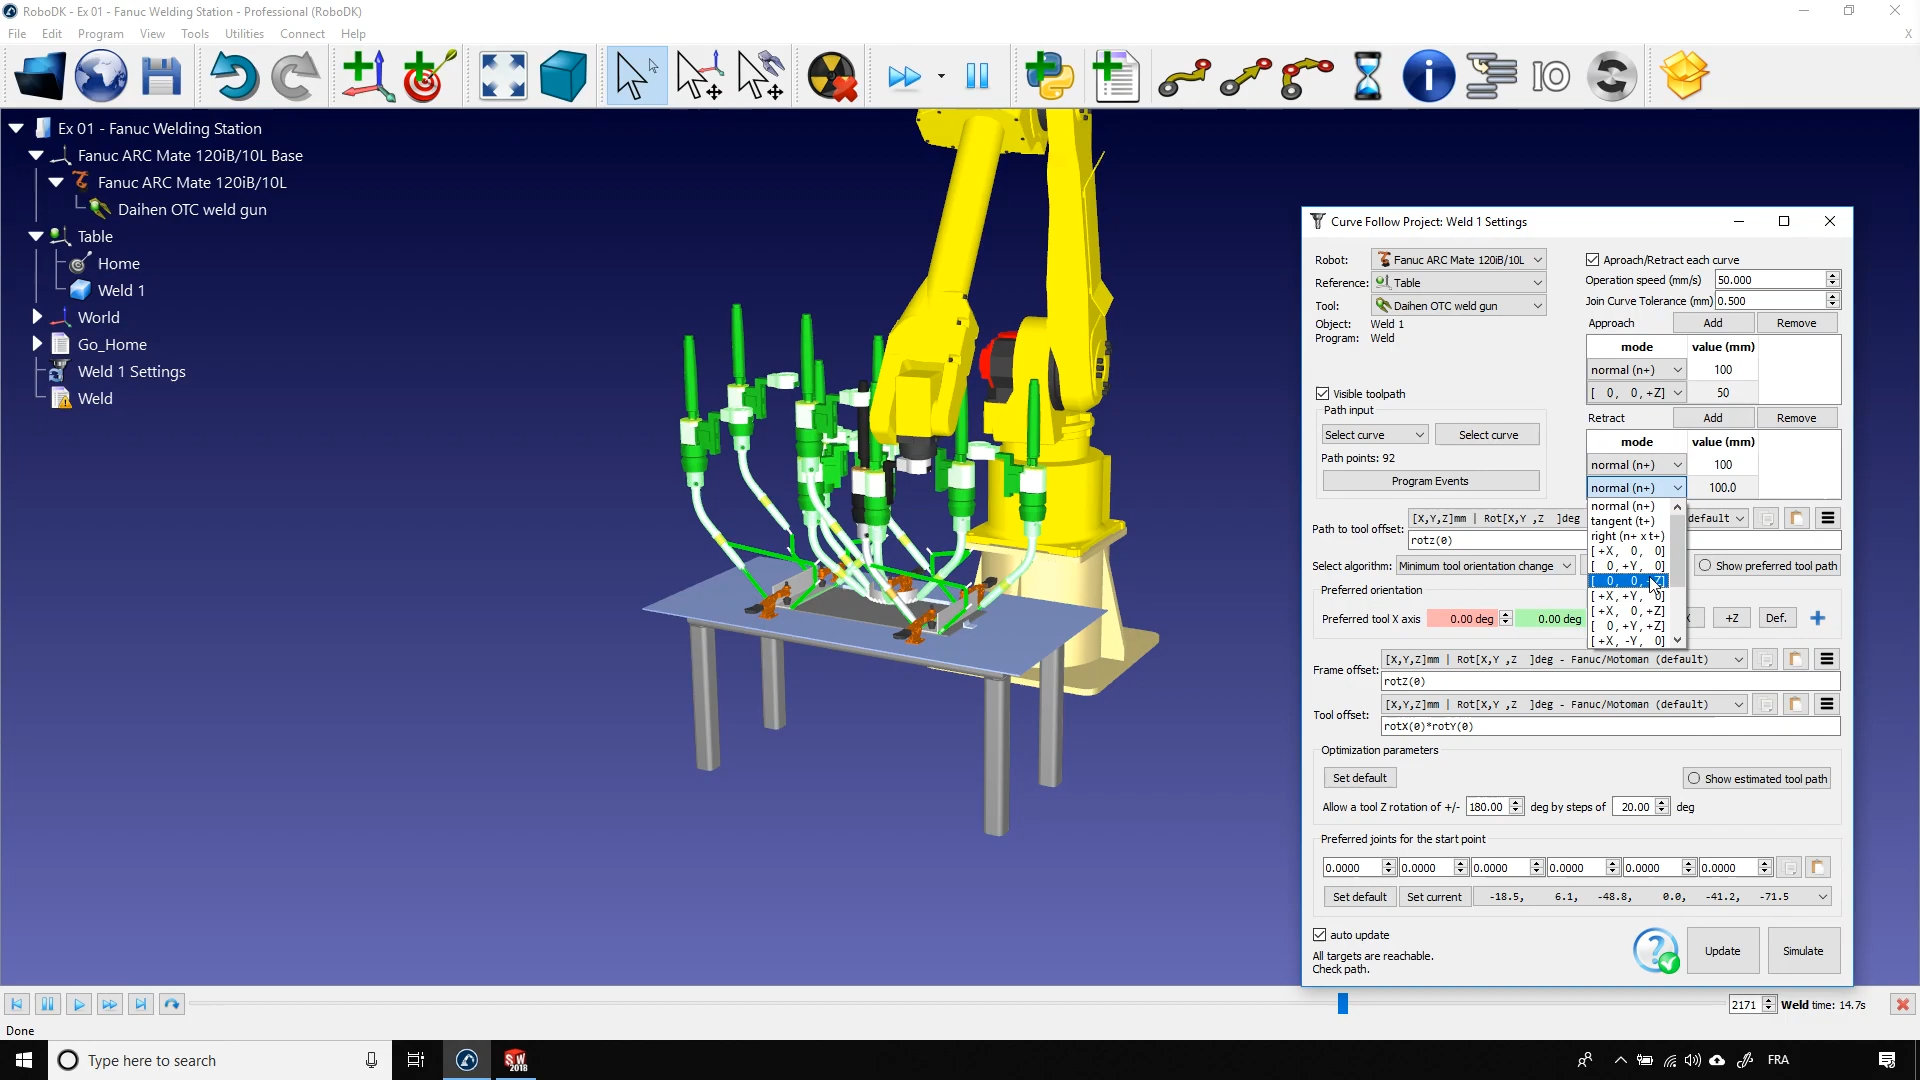 RoboDK - Ex 01 - Fanuc Welding Station - Professional (RoboDK)
File Edit Program View Tools Utilities Connect Help X
IO
Ex 01 - Fanuc Welding Station
Fanuc ARC Mate 120iB/10L Base
Fanuc ARC Mate 120iB/10L
Daihen OTC weld gun
Table
Home
Weld 1
World
Go_Home
Weld 1 Settings
Weld
Curve Follow Project: Weld 1 Settings
Robot: Fanuc ARC Mate 120iB/10L
Reference: Table
Tool: Daihen OTC weld gun
Object: Weld 1
Program: Weld
Visible toolpath
Path input
Select curve Select curve
Path points: 92
Program Events
Aproach/Retract each curve
Operation speed (mm/s) 50.000
Join Curve Tolerance (mm) 0.500
Approach Add Remove
mode value (mm)
normal (n+) 100
[ 0, 0,+Z] 50
Retract Add Remove
mode value (mm)
normal (n+) 100
normal (n+) 100.0
normal (n+)
tangent (t+)
right (n+ x t+)
[+X, 0, 0]
[ 0,+Y, 0]
[ 0, 0,+Z]
[+X,+Y, 0]
[+X, 0,+Z]
[ 0,+Y,+Z]
[+X,-Y, 0]
Path to tool offset: [X,Y,Z]mm | Rot[X,Y ,Z ]deg default
rotz(0)
Select algorithm: Minimum tool orientation change Show preferred tool path
Preferred orientation
Preferred tool X axis 0.00 deg 0.00 deg +Z Def.
Frame offset: [X,Y,Z]mm | Rot[X,Y ,Z ]deg - Fanuc/Motoman (default)
rotZ(0)
Tool offset: [X,Y,Z]mm | Rot[X,Y ,Z ]deg - Fanuc/Motoman (default)
rotX(0)*rotY(0)
Optimization parameters
Set default Show estimated tool path
Allow a tool Z rotation of +/- 180.00 deg by steps of 20.00 deg
Preferred joints for the start point
0.0000 0.0000 0.0000 0.0000 0.0000 0.0000
Set default Set current -18.5, 6.1, -48.8, 0.0, -41.2, -71.5
auto update
All targets are reachable.
Check path.
Update Simulate
2171 Weld time: 14.7s
Done
Type here to search
SW
2018
FRA